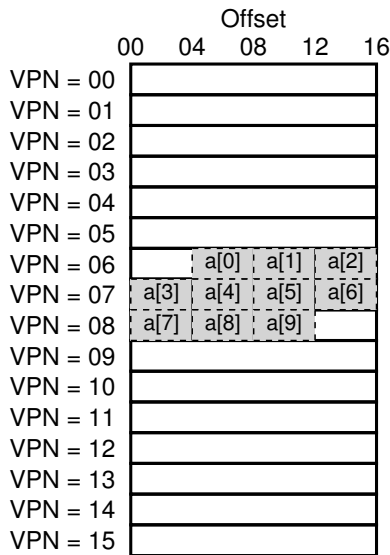 Offset
00 04 08 12 16
VPN = 00
VPN = 01
VPN = 02
VPN = 03
VPN = 04
VPN = 05
VPN = 06 a[0] a[1] a[2]
VPN = 07 a[3] a[4] a[5] a[6]
VPN = 08 a[7] a[8] a[9]
VPN = 09
VPN = 10
VPN = 11
VPN = 12
VPN = 13
VPN = 14
VPN = 15